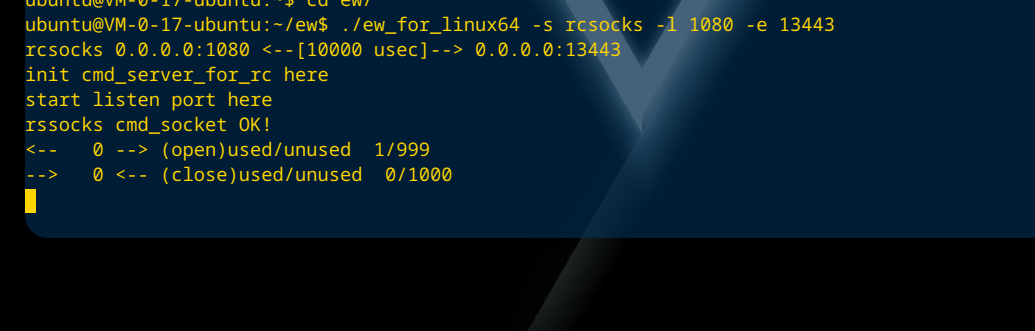 ubuntu@VM-0-17-ubuntu:~$ cd ew/
ubuntu@VM-0-17-ubuntu:~/ew$ ./ew_for_linux64 -s rcsocks -l 1080 -e 13443
rcsocks 0.0.0.0:1080 <--[10000 usec]--> 0.0.0.0:13443
init cmd_server_for_rc here
start listen port here
rssocks cmd_socket OK!
<--   0 --> (open)used/unused  1/999
-->   0 <-- (close)used/unused  0/1000